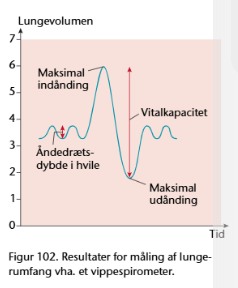 Lungevolumen
7
6
5
4
3
2
1
0
Maksimal
indånding
Vitalkapacitet
Åndedræts-
dybde i hvile
Maksimal
udånding
Tid
Figur 102. Resultater for måling af lunge-
rumfang vha. et vippespirometer.